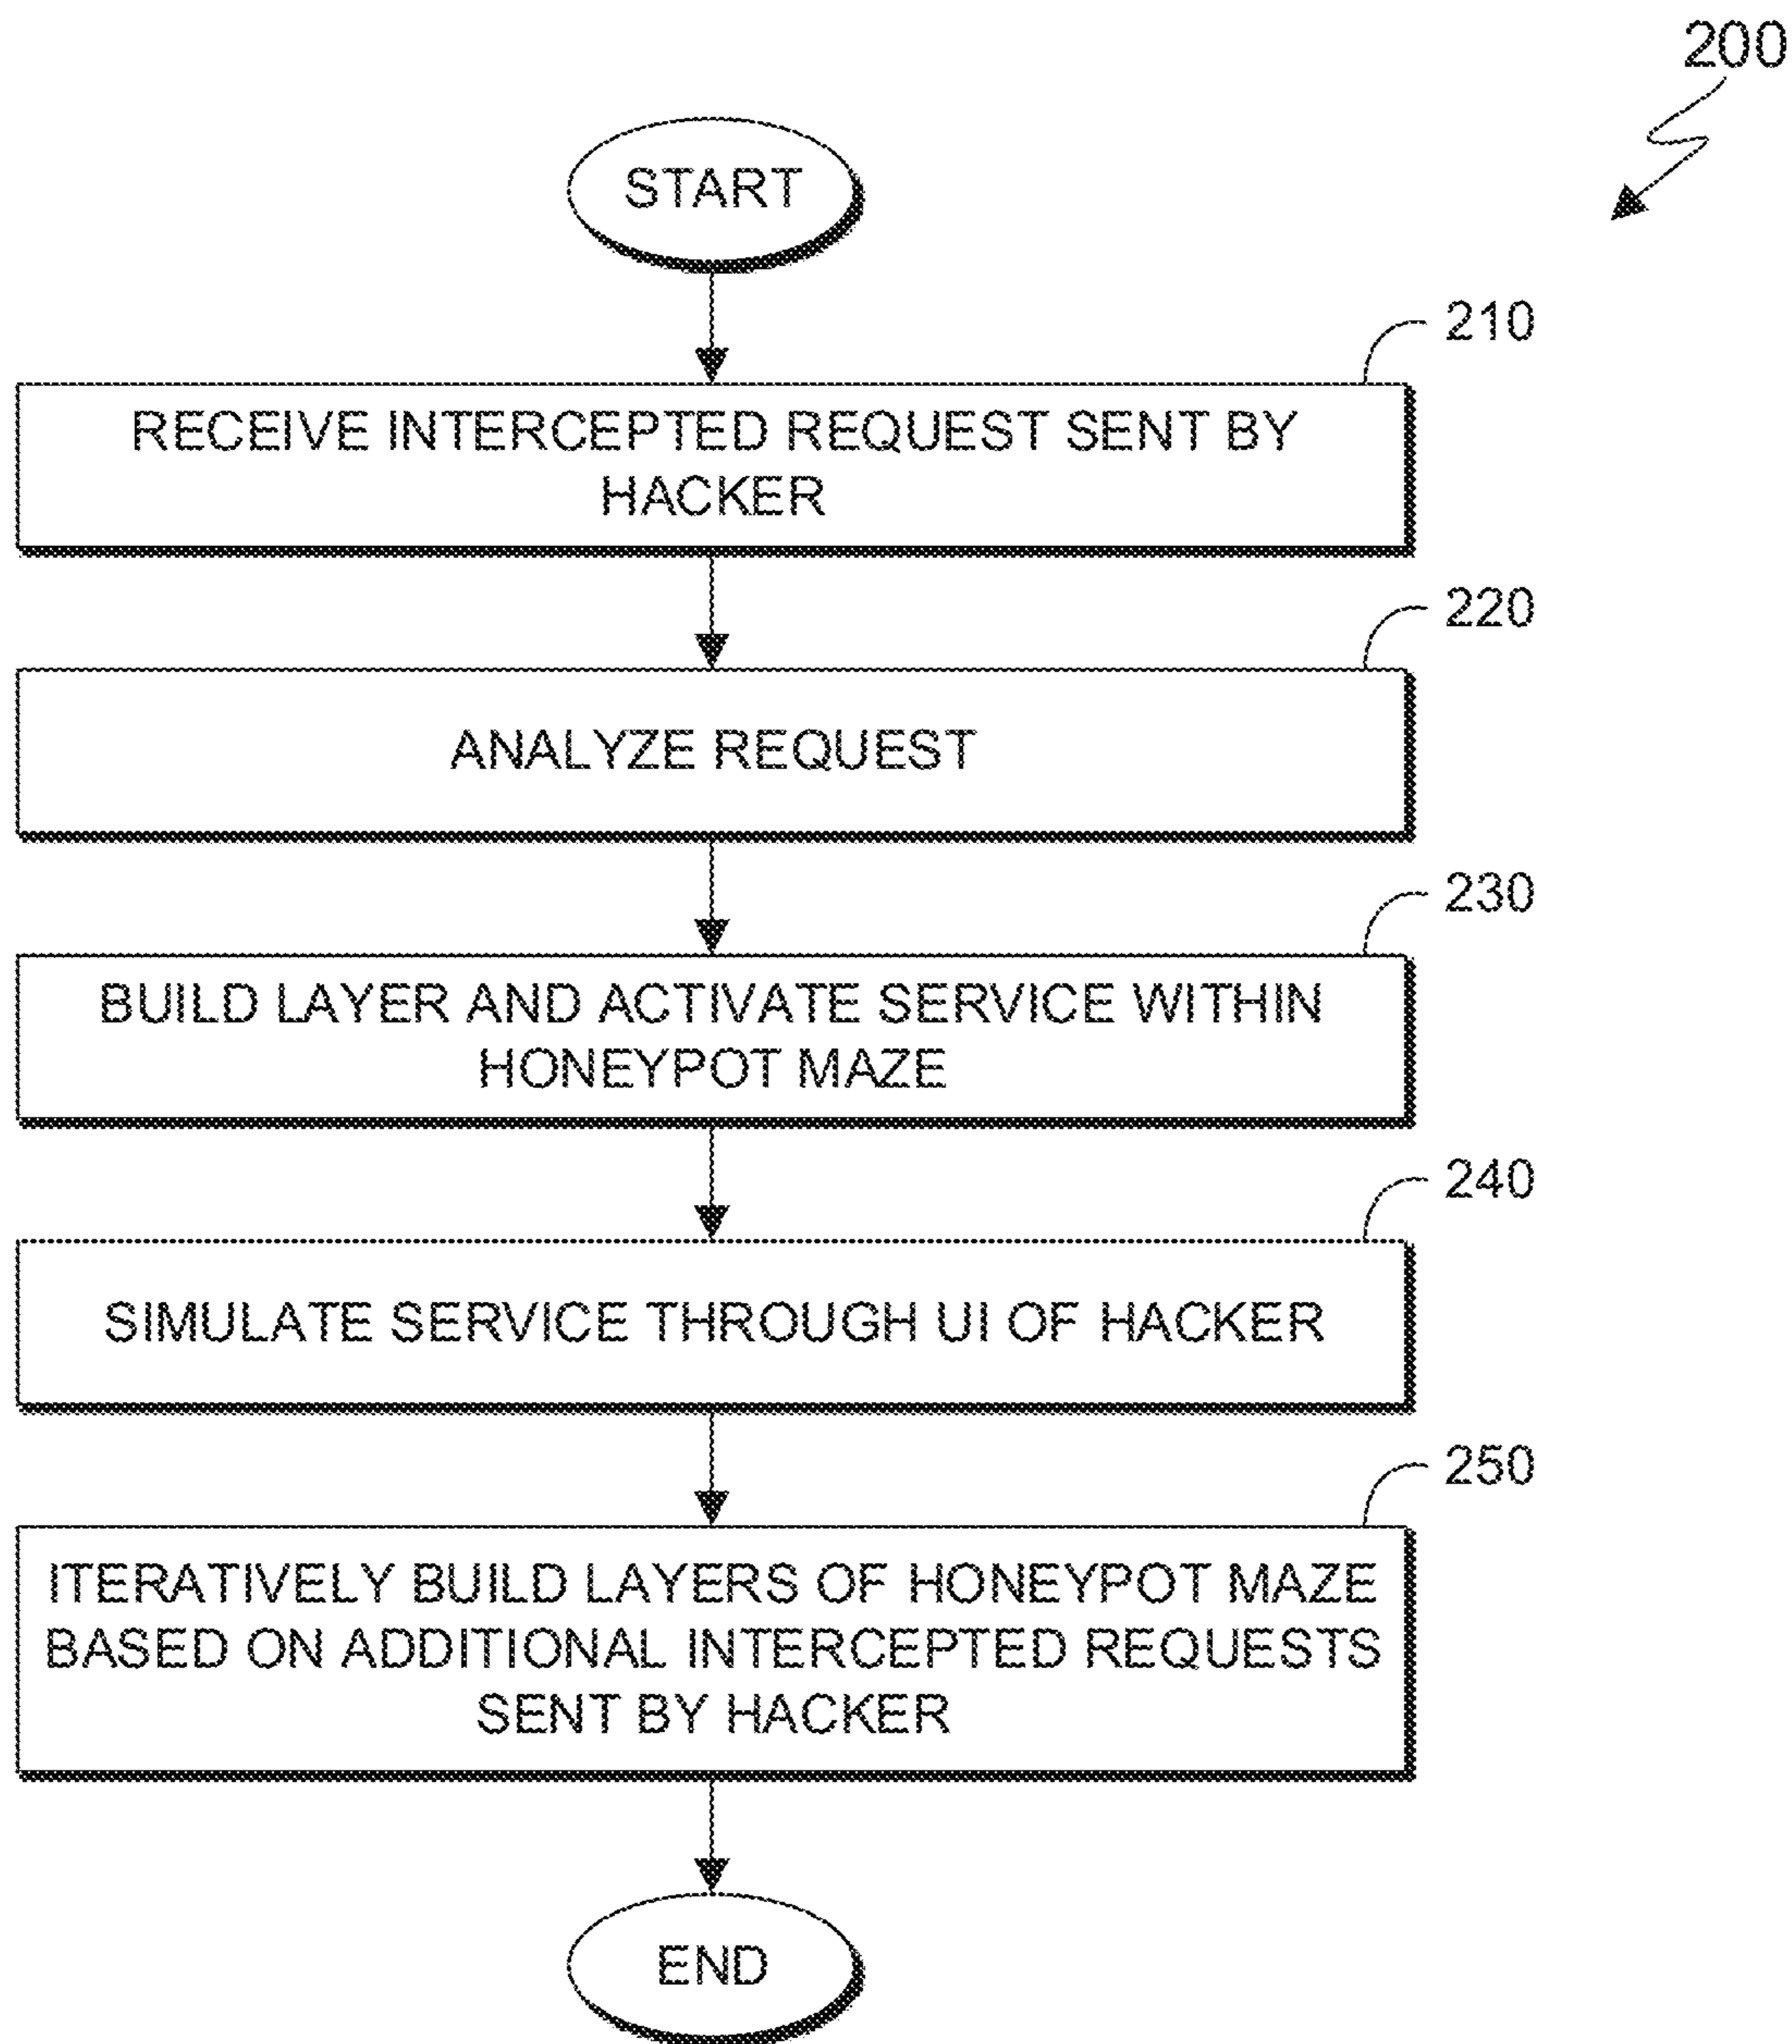 200
START
210
RECEIVE INTERCEPTED REQUEST SENT BY
HACKER
220
ANALYZE REQUEST
230
BUILD LAYER AND ACTIVATE SERVICE WITHIN
HONEYPOT MAZE
240
SIMULATE SERVICE THROUGH UI OF HACKER
250
ITERATIVELY BUILD LAYERS OF HONEYPOT MAZE
BASED ON ADDITIONAL INTERCEPTED REQUESTS
SENT BY HACKER
END